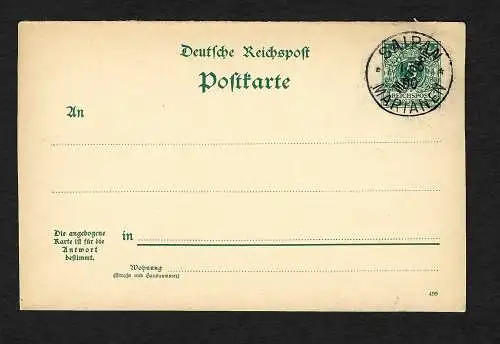 Deutsche Reichspost
Postkarte
SAIPAN
MARIANEN
REICHSPOST
An
Die angebogene
Karte ist für die
Antwort
bestimmt.
in
Wohnung
(Straße und Hausnummer)
499